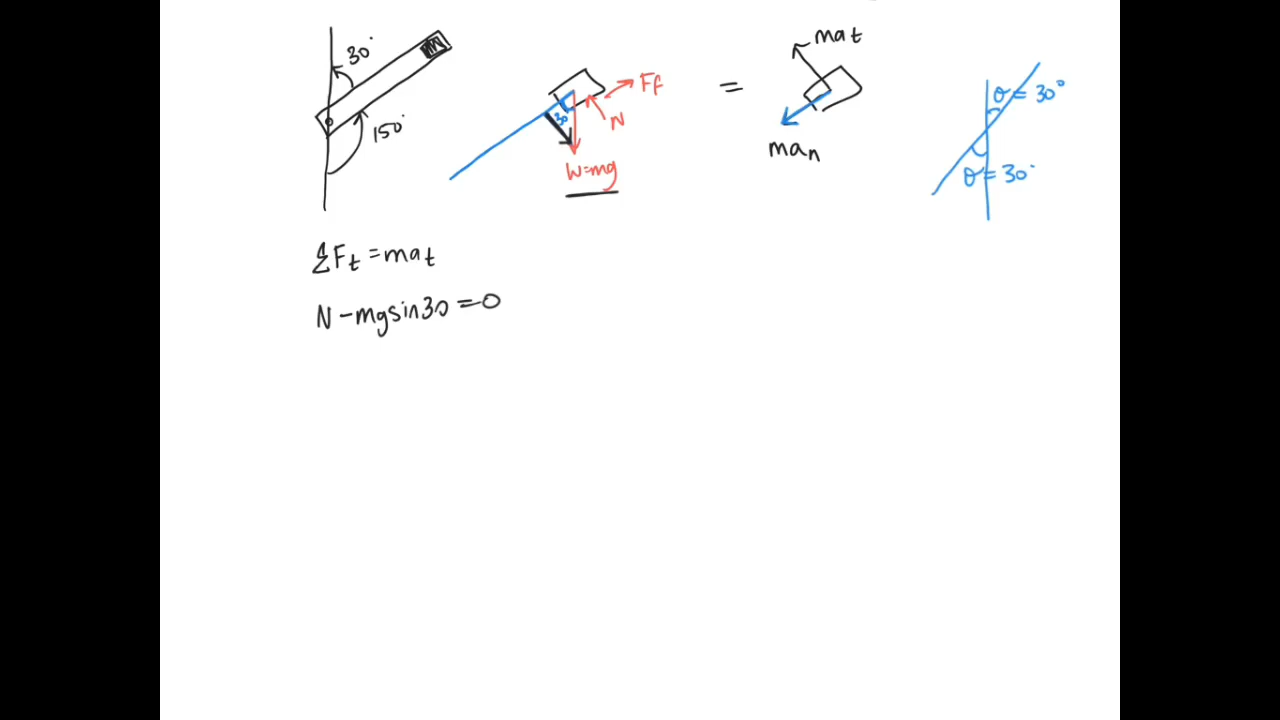 30°
M
150°
Ff
30
N
W=mg
=
mat
man
θ = 30°
θ = 30°
ΣFt = mat
N - mgsin30 = 0